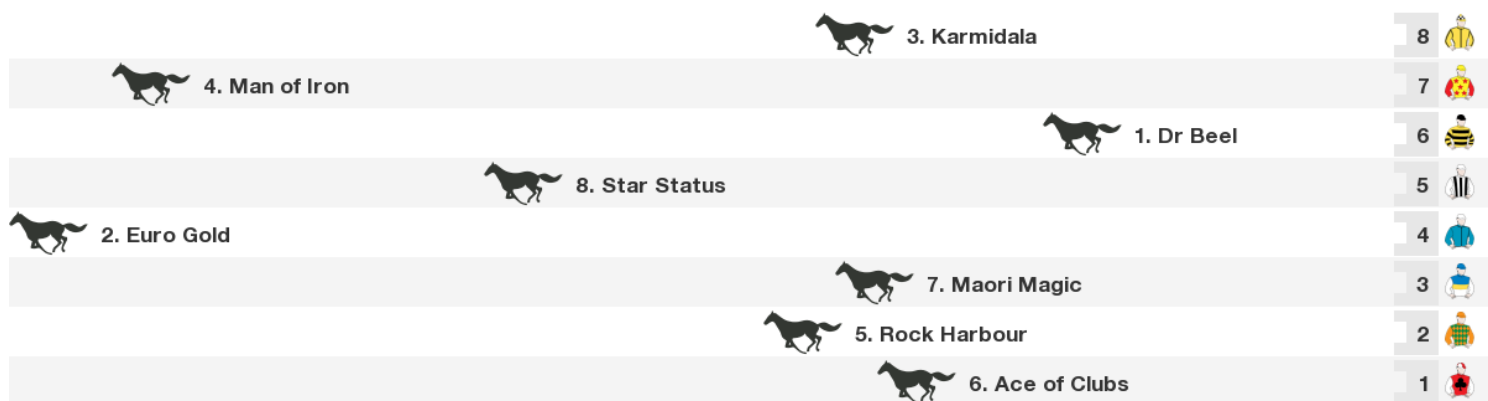 3. Karmidala 8
4. Man of Iron 7
1. Dr Beel 6
8. Star Status 5
2. Euro Gold 4
7. Maori Magic 3
5. Rock Harbour 2
6. Ace of Clubs 1